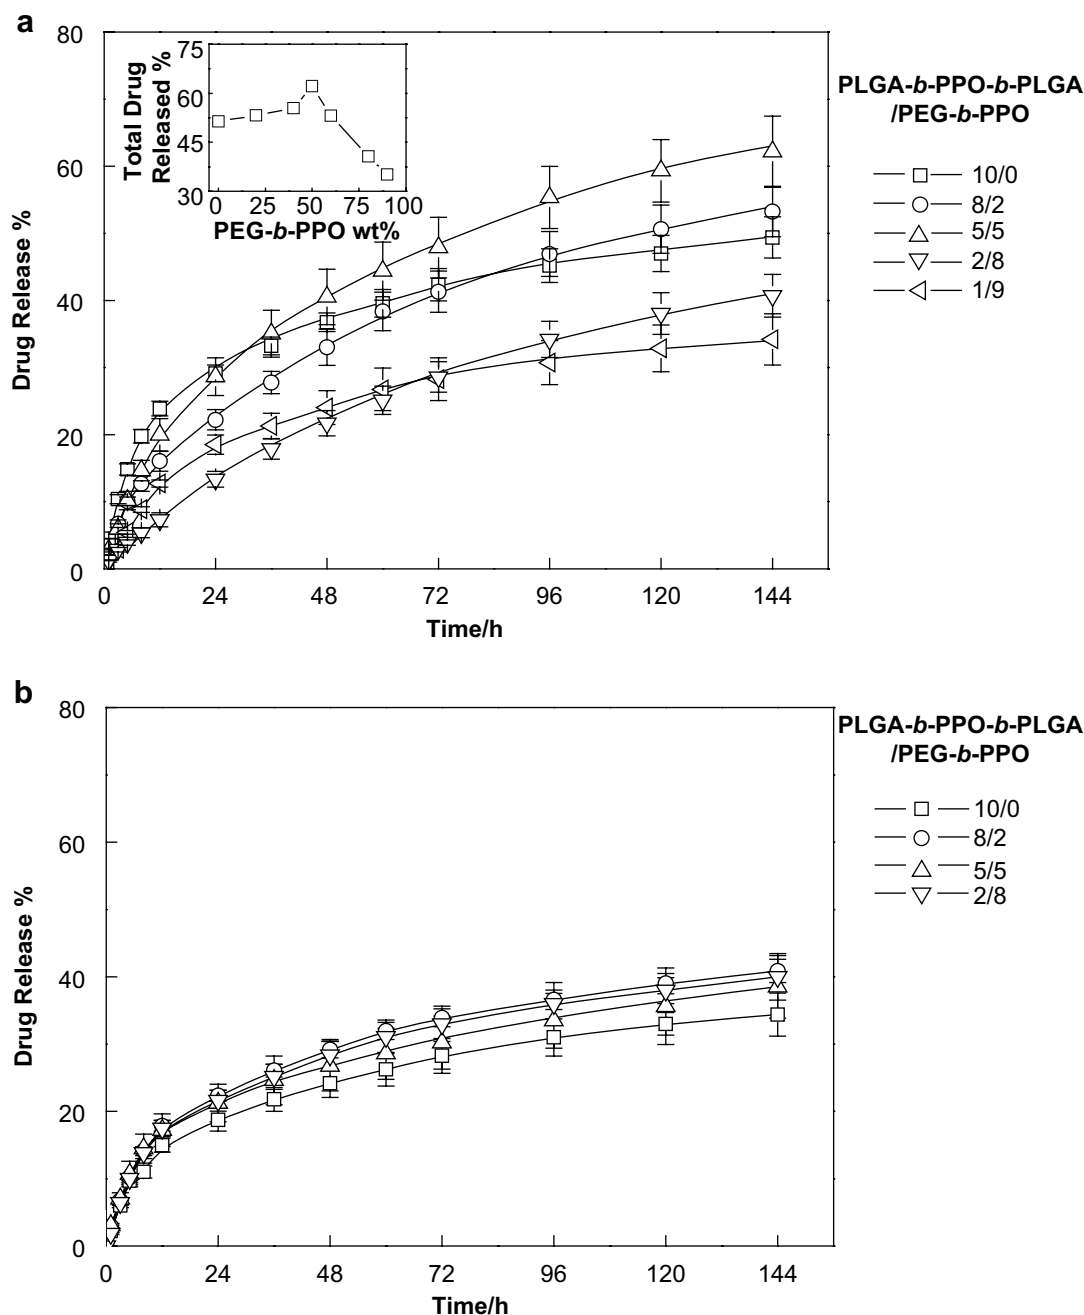 a
80
60
40
20
0
Drug Release %
0 24 48 72 96 120 144
Time/h
75
60
45
30
Total Drug
Released %
0 25 50 75 100
PEG-b-PPO wt%
PLGA-b-PPO-b-PLGA
/PEG-b-PPO
10/0
8/2
5/5
2/8
1/9
b
80
60
40
20
0
Drug Release %
0 24 48 72 96 120 144
Time/h
PLGA-b-PPO-b-PLGA
/PEG-b-PPO
10/0
8/2
5/5
2/8